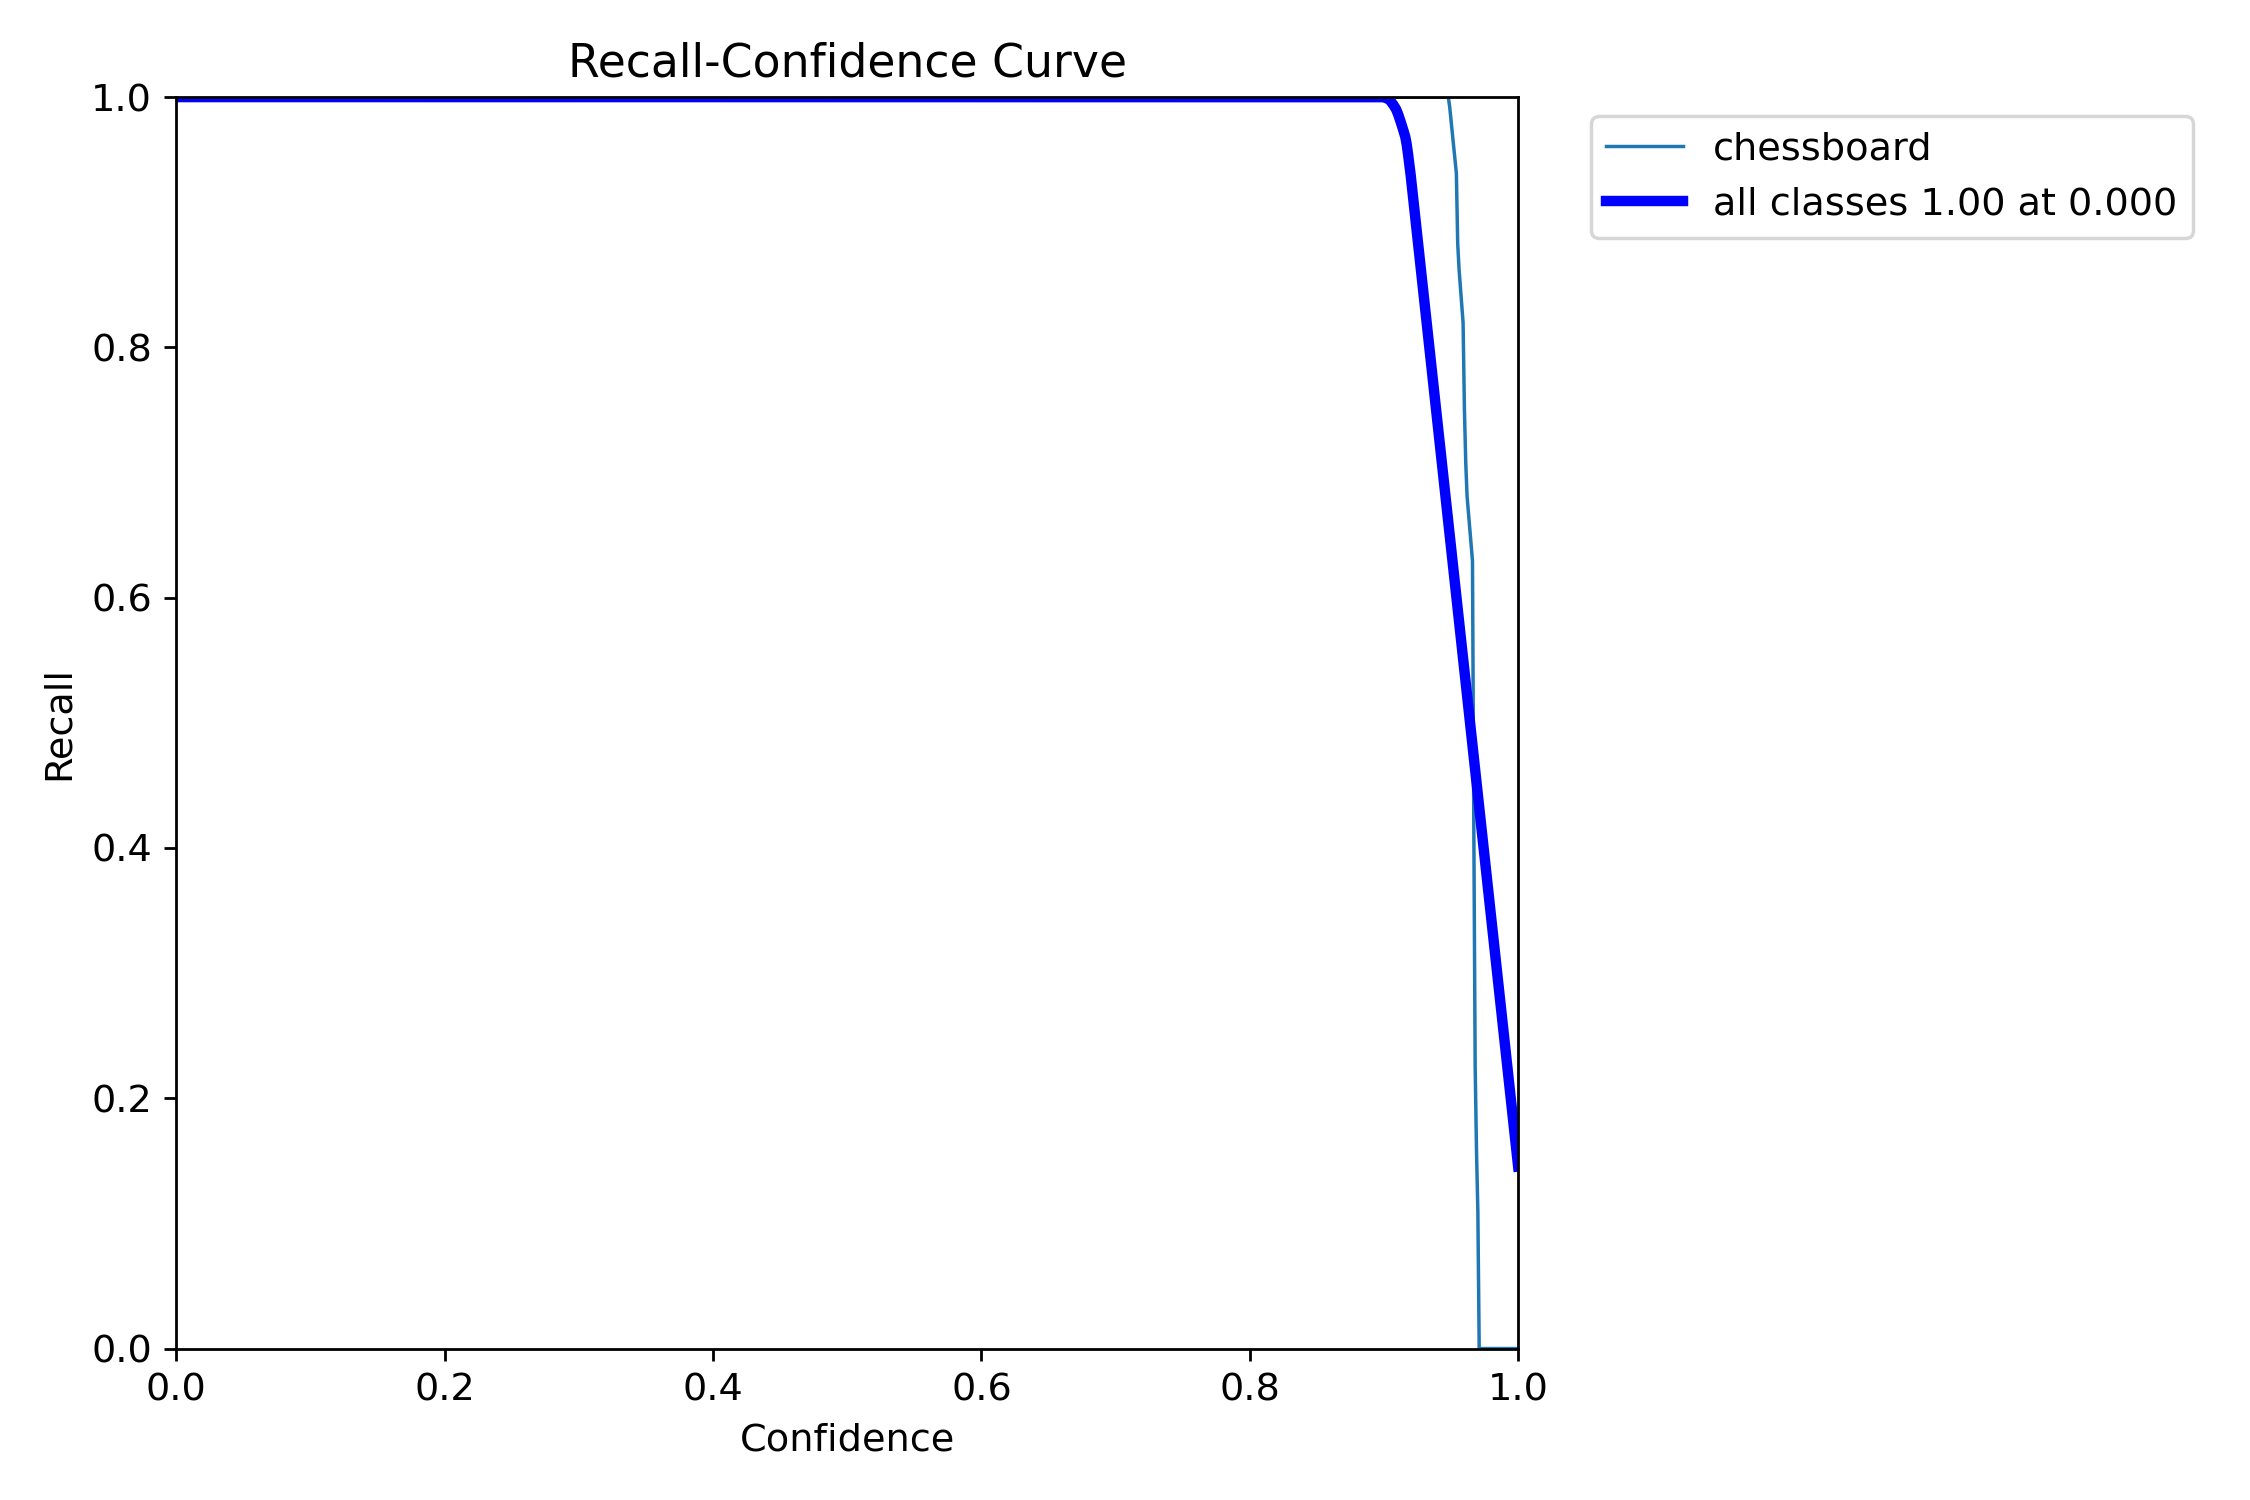 Recall-Confidence Curve
1.0
0.8
0.6
0.4
0.2
0.0
Recall
0.0 0.2 0.4 0.6 0.8 1.0
Confidence
chessboard
all classes 1.00 at 0.000